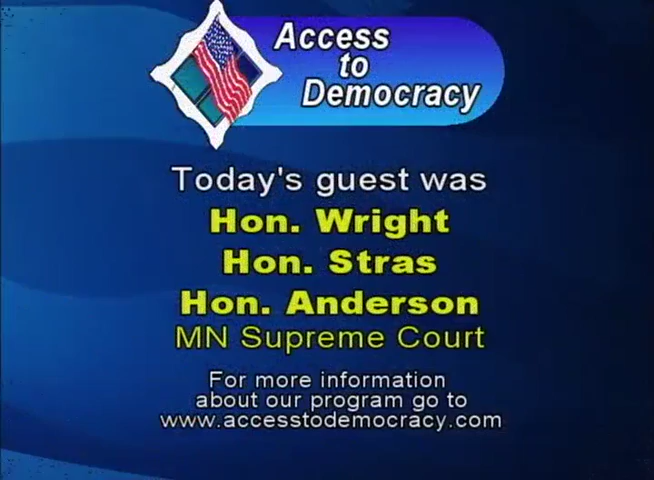 Access
to
Democracy
Today's guest was
Hon. Wright
Hon. Stras
Hon. Anderson
MN Supreme Court
For more information
about our program go to
www.accesstodemocracy.com